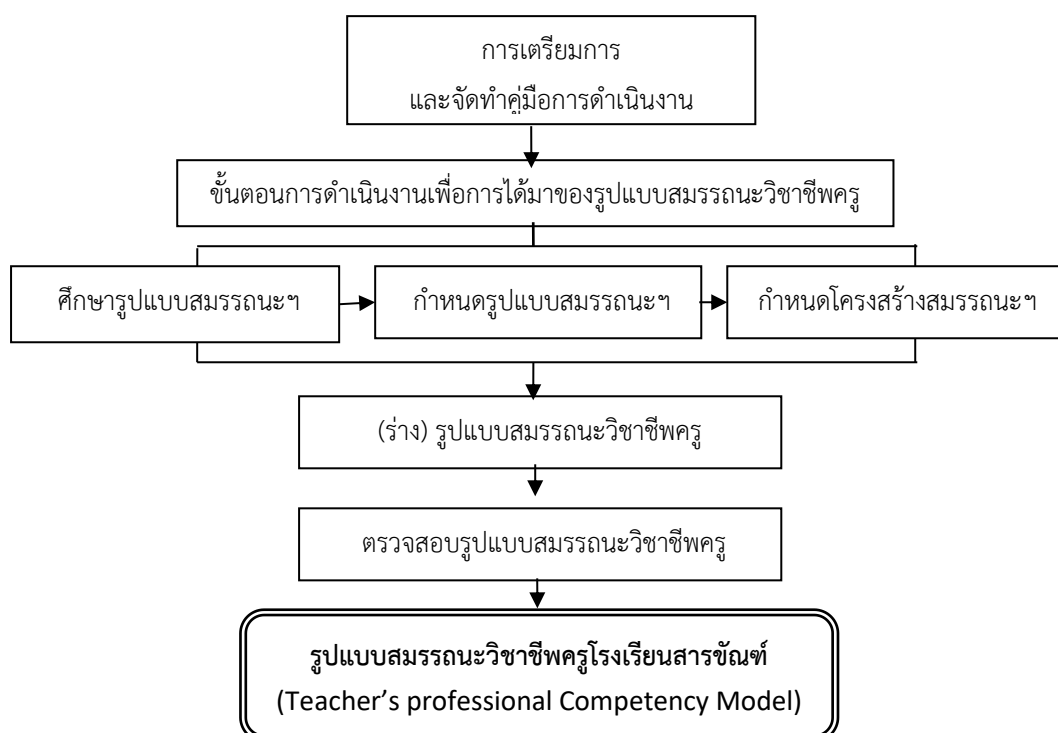 การเตรียมการ
และจัดทำคู่มือการดำเนินงาน
ขั้นตอนการดำเนินงานเพื่อการได้มาของรูปแบบสมรรถนะวิชาชีพครู
ศึกษารูปแบบสมรรถนะฯ
กำหนดรูปแบบสมรรถนะฯ
กำหนดโครงสร้างสมรรถนะฯ
(ร่าง) รูปแบบสมรรถนะวิชาชีพครู
ตรวจสอบรูปแบบสมรรถนะวิชาชีพครู
รูปแบบสมรรถนะวิชาชีพครูโรงเรียนสารขัณฑ์
(Teacher’s professional Competency Model)